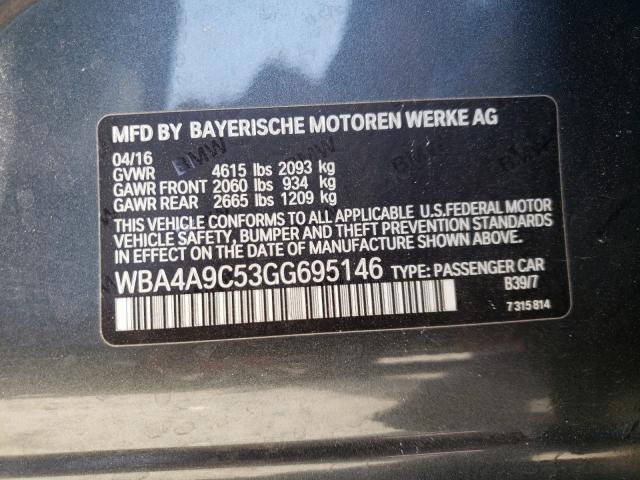 MFD BY BAYERISCHE MOTOREN WERKE AG
04/16
GVWR 4615 lbs 2093 kg
GAWR FRONT 2060 lbs 934 kg
GAWR REAR 2665 lbs 1209 kg
THIS VEHICLE CONFORMS TO ALL APPLICABLE U.S.FEDERAL MOTOR
VEHICLE SAFETY, BUMPER AND THEFT PREVENTION STANDARDS
IN EFFECT ON THE DATE OF MANUFACTURE SHOWN ABOVE.
WBA4A9C53GG695146 TYPE: PASSENGER CAR
B39/7
7 315 814